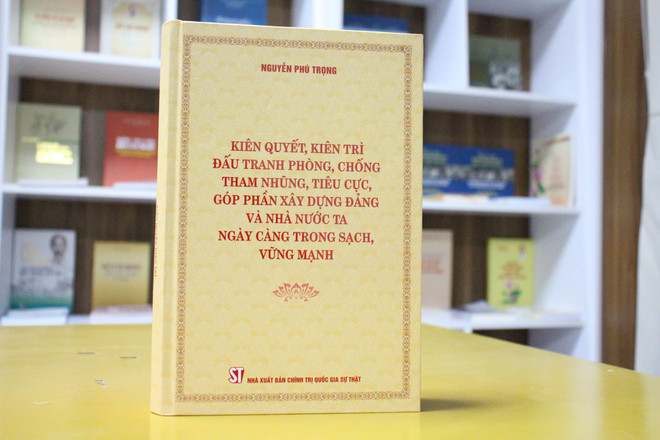 NGUYỄN PHÚ TRỌNG
KIÊN QUYẾT, KIÊN TRÌ
ĐẤU TRANH PHÒNG, CHỐNG
THAM NHŨNG, TIÊU CỰC,
GÓP PHẦN XÂY DỰNG ĐẢNG
VÀ NHÀ NƯỚC TA
NGÀY CÀNG TRONG SẠCH,
VỮNG MẠNH
ST NHÀ XUẤT BẢN CHÍNH TRỊ QUỐC GIA SỰ THẬT